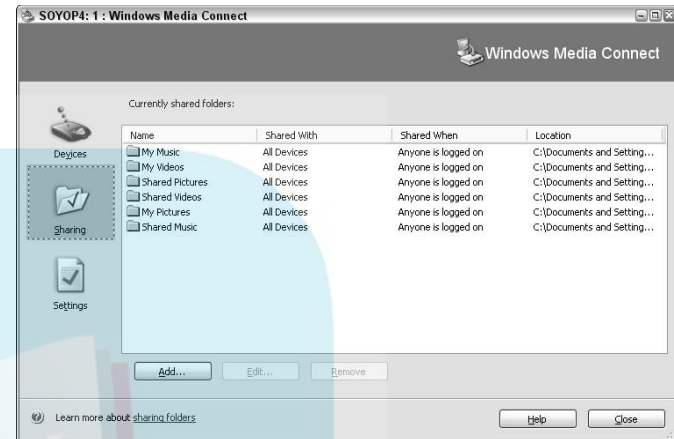 SOYOP4: 1 : Windows Media Connect
Windows Media Connect
Currently shared folders:
Devices
Sharing
Settings
Name Shared With Shared When Location
My Music All Devices Anyone is logged on C:\Documents and Setting...
My Videos All Devices Anyone is logged on C:\Documents and Setting...
Shared Pictures All Devices Anyone is logged on C:\Documents and Setting...
Shared Videos All Devices Anyone is logged on C:\Documents and Setting...
My Pictures All Devices Anyone is logged on C:\Documents and Setting...
Shared Music All Devices Anyone is logged on C:\Documents and Setting...
Add... Edit... Remove
Learn more about sharing folders Help Close